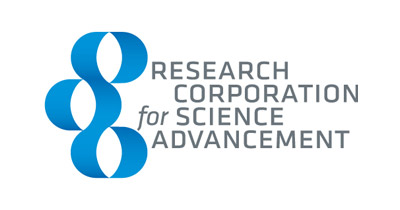 RESEARCH
CORPORATION
for SCIENCE
ADVANCEMENT